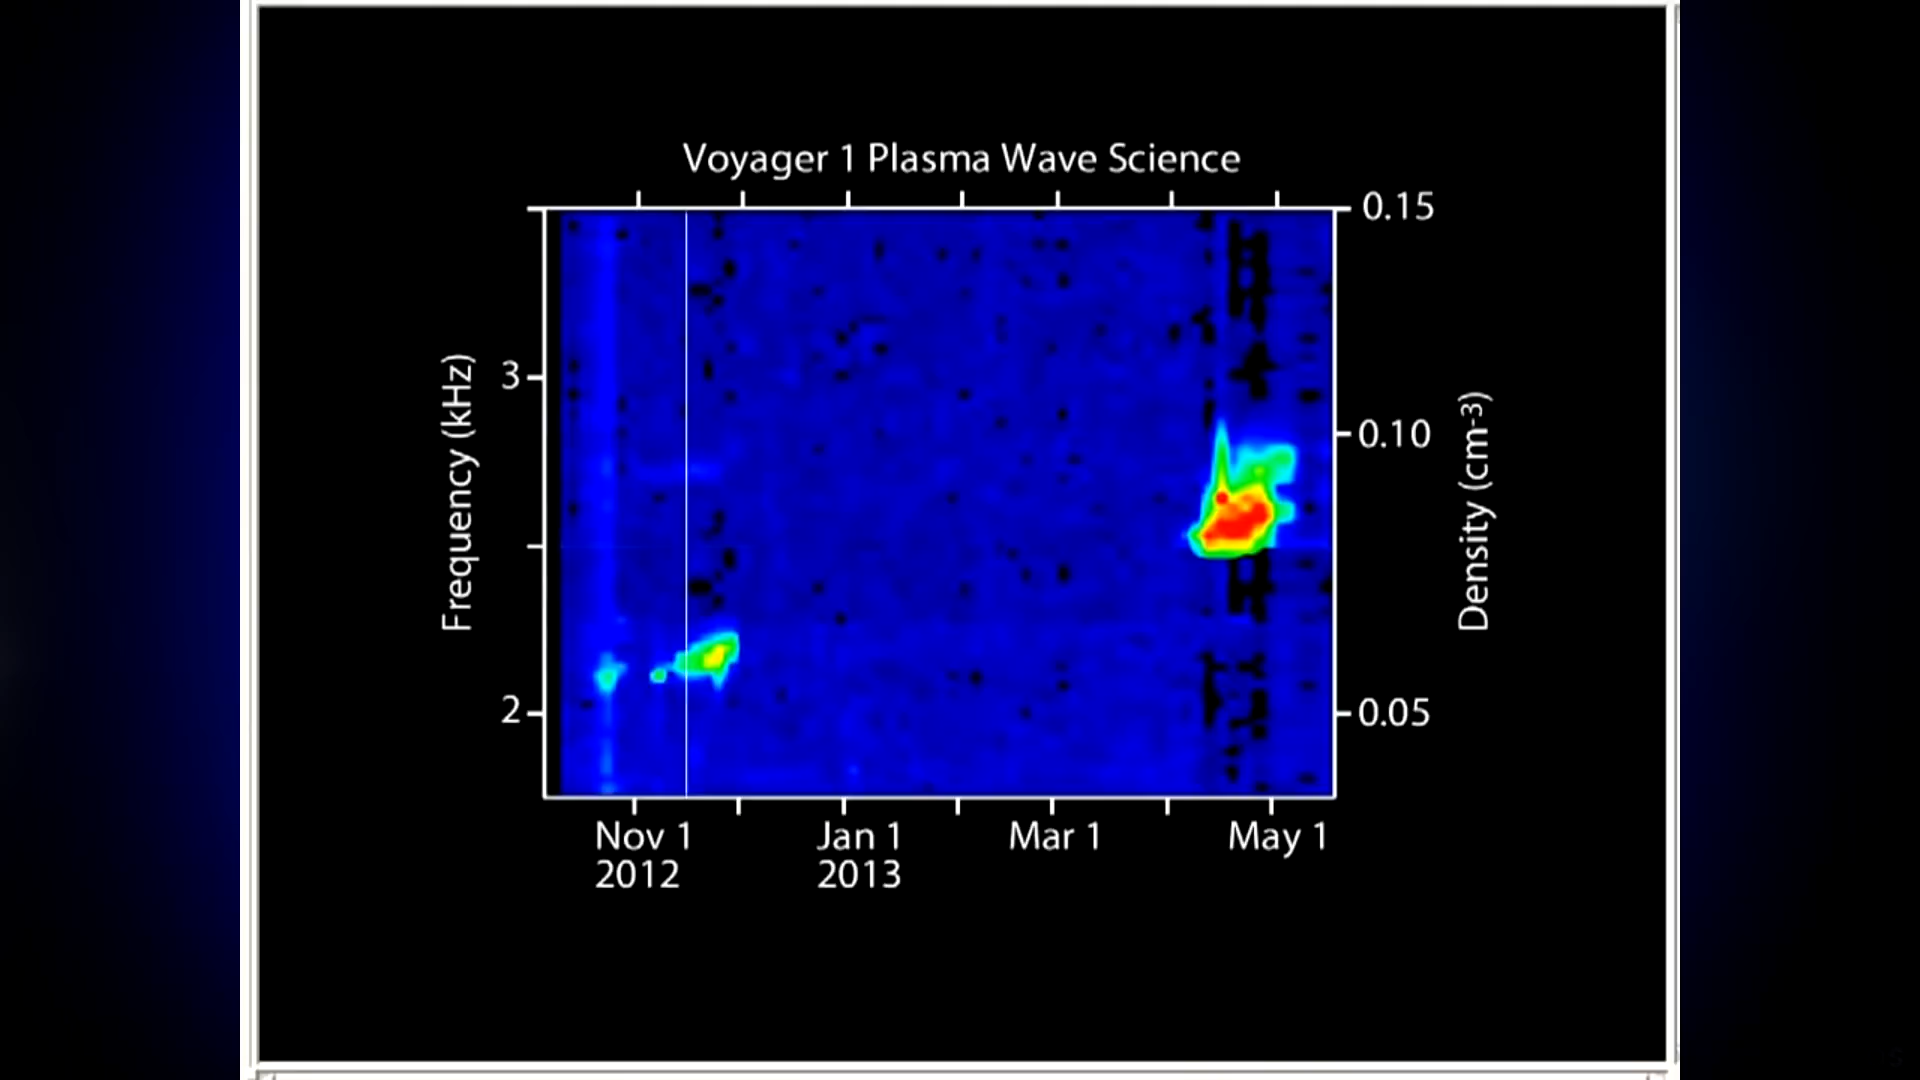 Voyager 1 Plasma Wave Science
0.15
3
0.10
Frequency (kHz)
Density (cm-3)
2
0.05
Nov 1
2012
Jan 1
2013
Mar 1
May 1